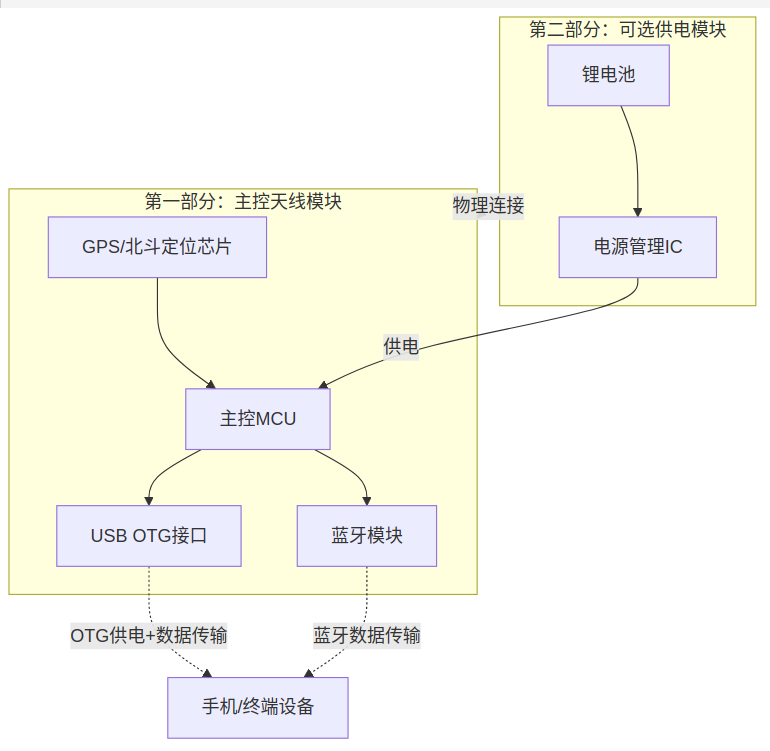 第二部分：可选供电模块
锂电池
第一部分：主控天线模块
物理连接
GPS/北斗定位芯片
电源管理IC
供电
主控MCU
USB OTG接口
蓝牙模块
OTG供电+数据传输
蓝牙数据传输
手机/终端设备